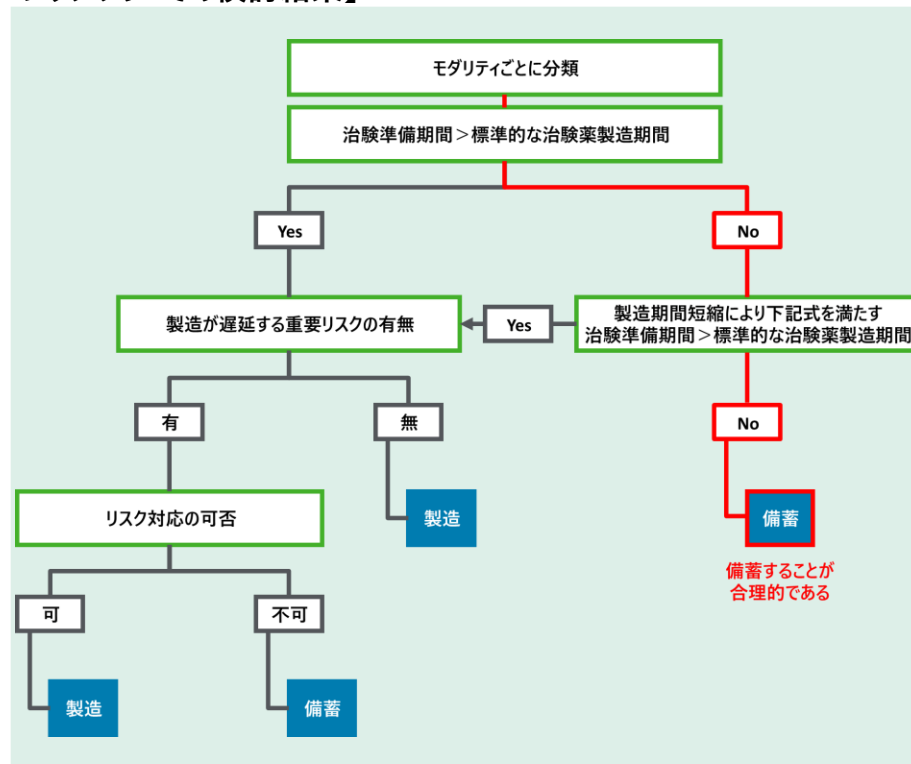 モダリティごとに分類
治験準備期間＞標準的な治験薬製造期間
Yes
No
製造が遅延する重要リスクの有無
Yes
製造期間短縮により下記式を満たす
治験準備期間＞標準的な治験薬製造期間
有
無
No
リスク対応の可否
製造
備蓄
備蓄することが
合理的である
可
不可
製造
備蓄